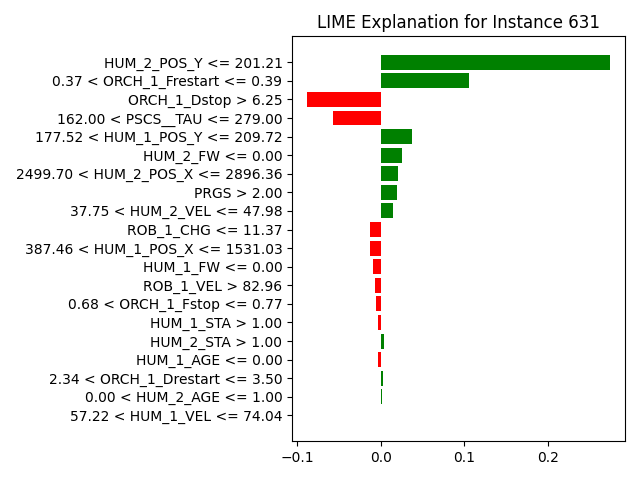 LIME Explanation for Instance 631
HUM_2_POS_Y <= 201.21
0.37 < ORCH_1_Frestart <= 0.39
ORCH_1_Dstop > 6.25
162.00 < PSCS__TAU <= 279.00
177.52 < HUM_1_POS_Y <= 209.72
HUM_2_FW <= 0.00
2499.70 < HUM_2_POS_X <= 2896.36
PRGS > 2.00
37.75 < HUM_2_VEL <= 47.98
ROB_1_CHG <= 11.37
387.46 < HUM_1_POS_X <= 1531.03
HUM_1_FW <= 0.00
ROB_1_VEL > 82.96
0.68 < ORCH_1_Fstop <= 0.77
HUM_1_STA > 1.00
HUM_2_STA > 1.00
HUM_1_AGE <= 0.00
2.34 < ORCH_1_Drestart <= 3.50
0.00 < HUM_2_AGE <= 1.00
57.22 < HUM_1_VEL <= 74.04
−0.1 0.0 0.1 0.2